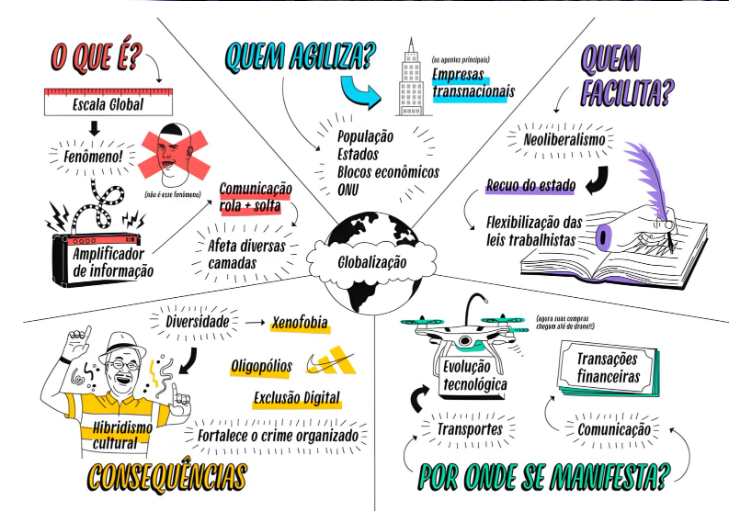 O QUE É?
Escala Global
Fenômeno!
(não é esse fenômeno)
Amplificador
de informação
Comunicação
rola + solta
Afeta diversas
camadas
QUEM AGILIZA?
(os agentes principais)
Empresas
transnacionais
População
Estados
Blocos econômicos
ONU
QUEM
FACILITA?
Neoliberalismo
Recuo do estado
Flexibilização das
leis trabalhistas
Globalização
Diversidade
Xenofobia
Oligopólios
Exclusão Digital
Hibridismo
cultural
Fortalece o crime organizado
CONSEQUÊNCIAS
(agora suas compras
chegam até de drone!!)
Evolução
tecnológica
Transações
financeiras
Transportes
Comunicação
POR ONDE SE MANIFESTA?